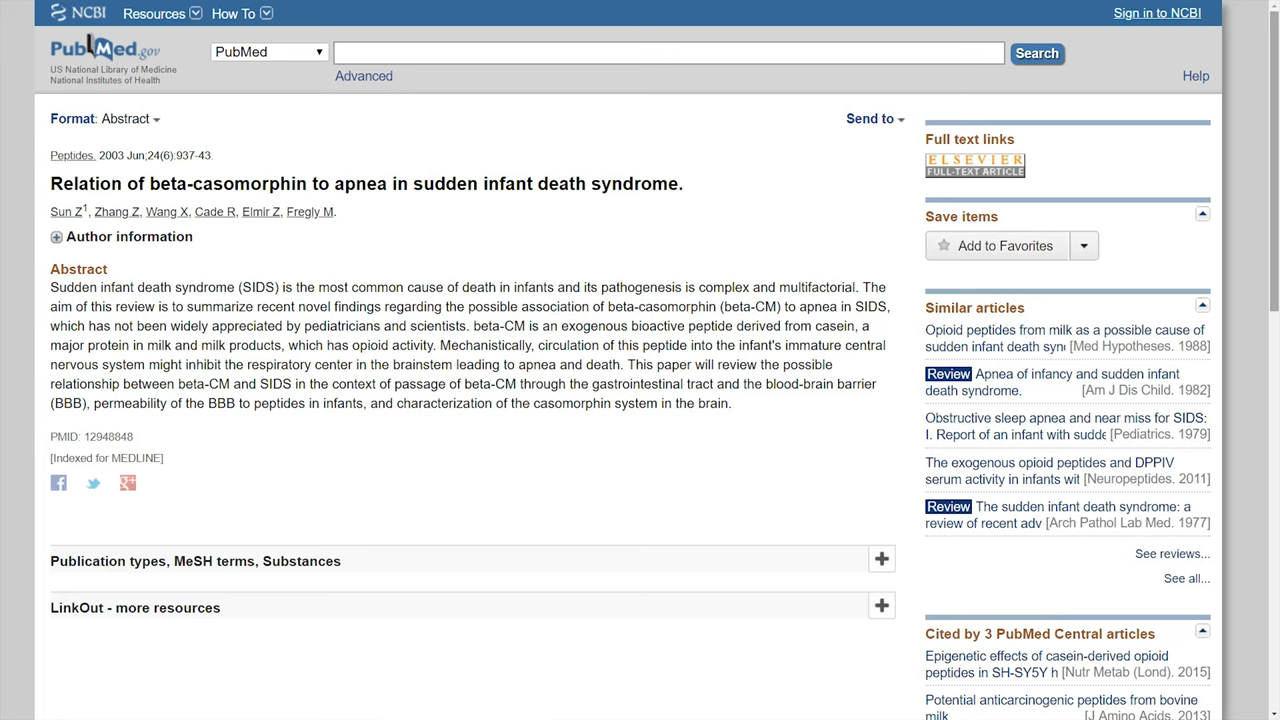 NCBI Resources How To Sign in to NCBI
PubMed.gov
US National Library of Medicine
National Institutes of Health
PubMed
Search
Advanced
Help
Format: Abstract
Send to
Peptides. 2003 Jun;24(6):937-43.
Relation of beta-casomorphin to apnea in sudden infant death syndrome.
Sun Z1, Zhang Z, Wang X, Cade R, Elmir Z, Fregly M.
Author information
Abstract
Sudden infant death syndrome (SIDS) is the most common cause of death in infants and its pathogenesis is complex and multifactorial. The
aim of this review is to summarize recent novel findings regarding the possible association of beta-casomorphin (beta-CM) to apnea in SIDS,
which has not been widely appreciated by pediatricians and scientists. beta-CM is an exogenous bioactive peptide derived from casein, a
major protein in milk and milk products, which has opioid activity. Mechanistically, circulation of this peptide into the infant's immature central
nervous system might inhibit the respiratory center in the brainstem leading to apnea and death. This paper will review the possible
relationship between beta-CM and SIDS in the context of passage of beta-CM through the gastrointestinal tract and the blood-brain barrier
(BBB), permeability of the BBB to peptides in infants, and characterization of the casomorphin system in the brain.
PMID: 12948848
[Indexed for MEDLINE]
Publication types, MeSH terms, Substances
LinkOut - more resources
Full text links
ELSEVIER
FULL-TEXT ARTICLE
Save items
Add to Favorites
Similar articles
Opioid peptides from milk as a possible cause of
sudden infant death syn [Med Hypotheses. 1988]
Review Apnea of infancy and sudden infant
death syndrome. [Am J Dis Child. 1982]
Obstructive sleep apnea and near miss for SIDS:
I. Report of an infant with sudde [Pediatrics. 1979]
The exogenous opioid peptides and DPPIV
serum activity in infants wit [Neuropeptides. 2011]
Review The sudden infant death syndrome: a
review of recent adv [Arch Pathol Lab Med. 1977]
See reviews...
See all...
Cited by 3 PubMed Central articles
Epigenetic effects of casein-derived opioid
peptides in SH-SY5Y h [Nutr Metab (Lond). 2015]
Potential anticarcinogenic peptides from bovine
milk. [J Amino Acids. 2013]